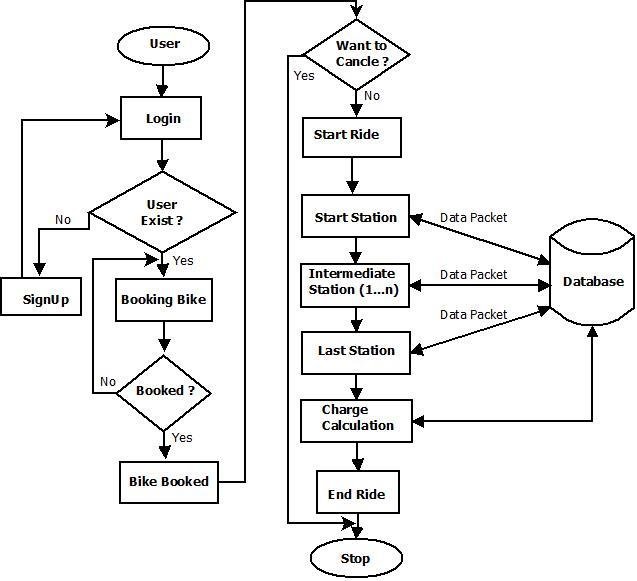 User
Login
User
Exist ?
No
Yes
SignUp
Booking Bike
Booked ?
No
Yes
Bike Booked
Want to
Cancle ?
Yes
No
Start Ride
Start Station
Data Packet
Intermediate
Station (1...n)
Data Packet
Database
Data Packet
Last Station
Charge
Calculation
End Ride
Stop